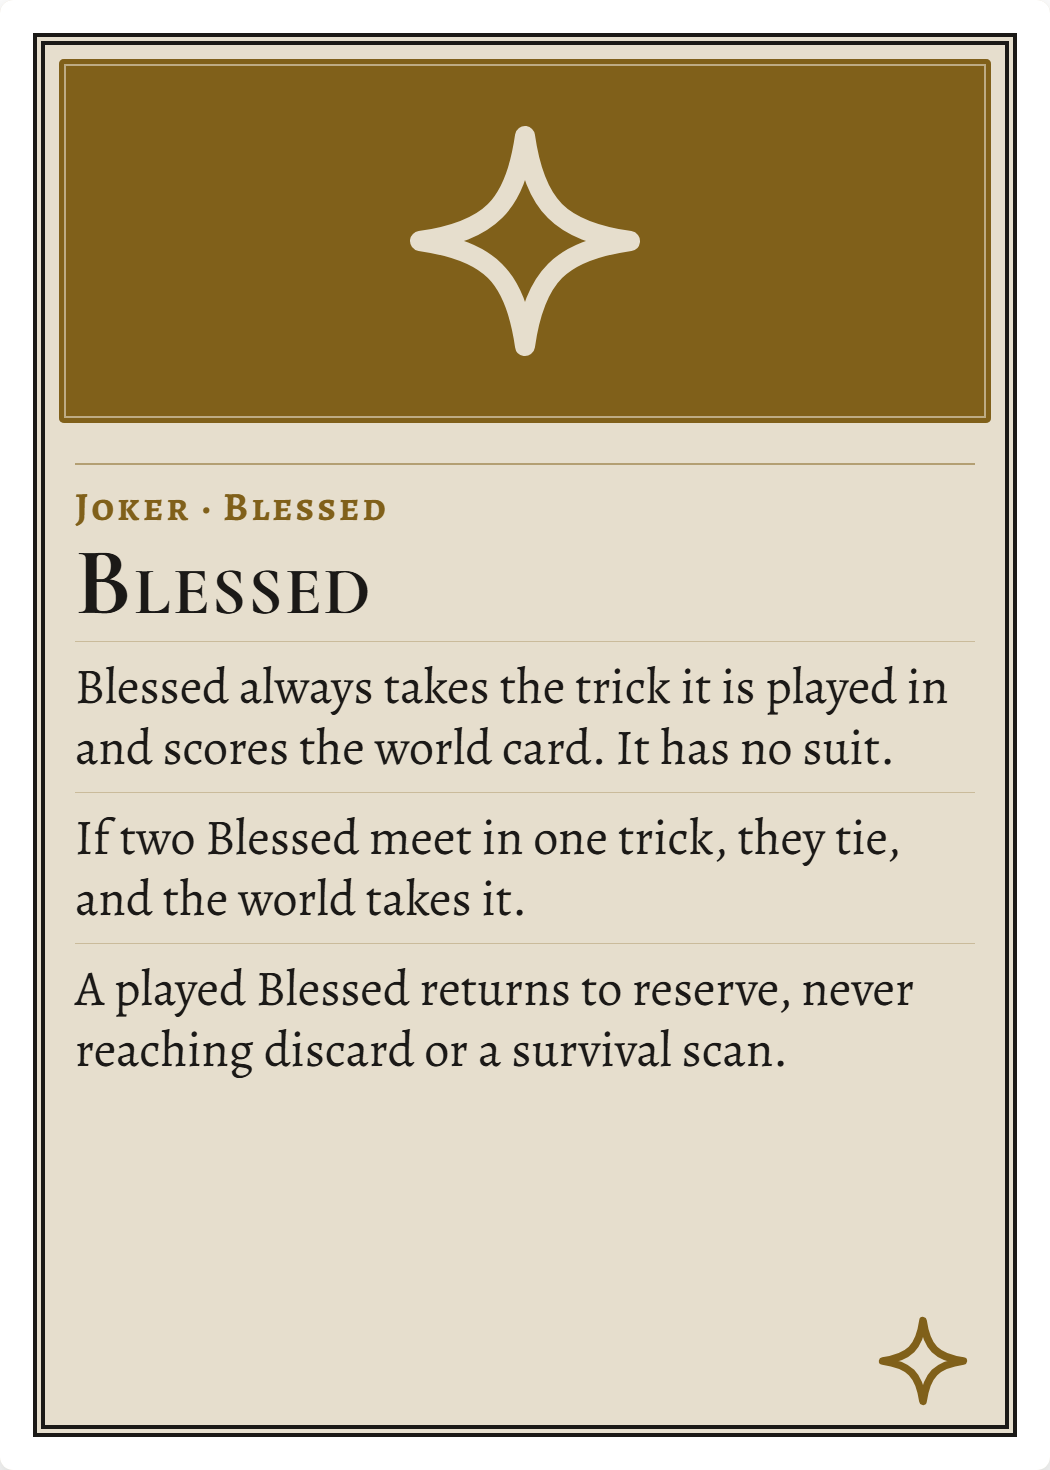 Joker · Blessed
Blessed
Blessed always takes the trick it is played in
and scores the world card. It has no suit.
If two Blessed meet in one trick, they tie,
and the world takes it.
A played Blessed returns to reserve, never
reaching discard or a survival scan.